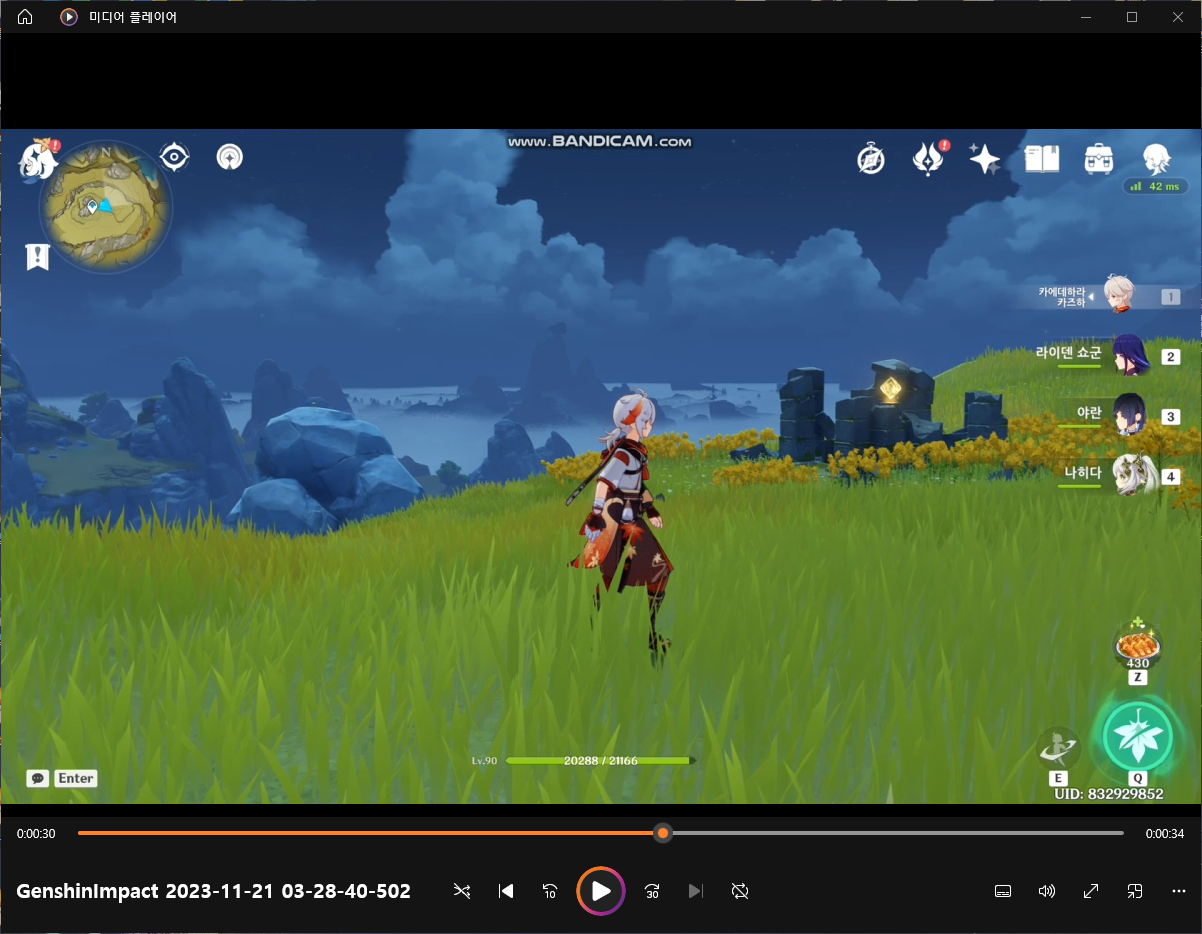 미디어 플레이어
www.BANDICAM.com
N
42 ms
카에데하라
카즈하
1
라이덴 쇼군
2
야란
3
나히다
4
430
Z
Lv.90
20288 / 21166
Enter
E
Q
UID: 832929852
0:00:30
0:00:34
GenshinImpact 2023-11-21 03-28-40-502
10
30